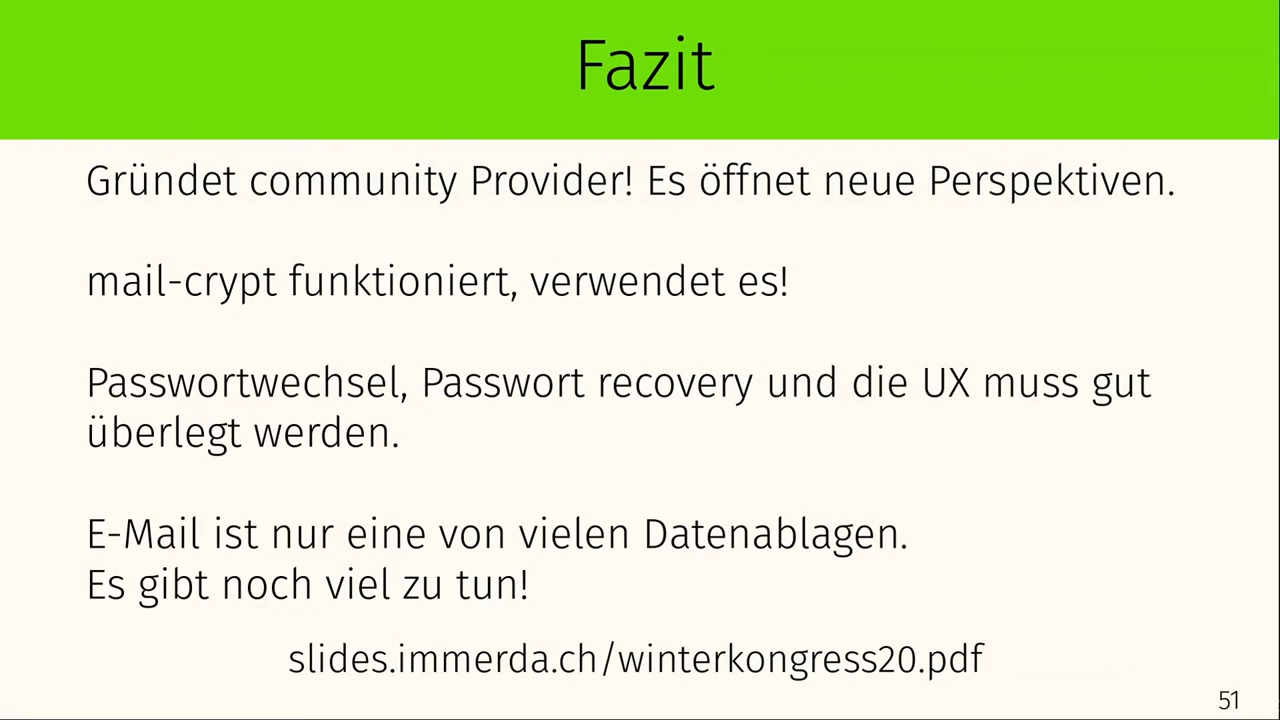 Fazit
Gründet community Provider! Es öffnet neue Perspektiven.
mail-crypt funktioniert, verwendet es!
Passwortwechsel, Passwort recovery und die UX muss gut
überlegt werden.
E-Mail ist nur eine von vielen Datenablagen.
Es gibt noch viel zu tun!
slides.immerda.ch/winterkongress20.pdf
51